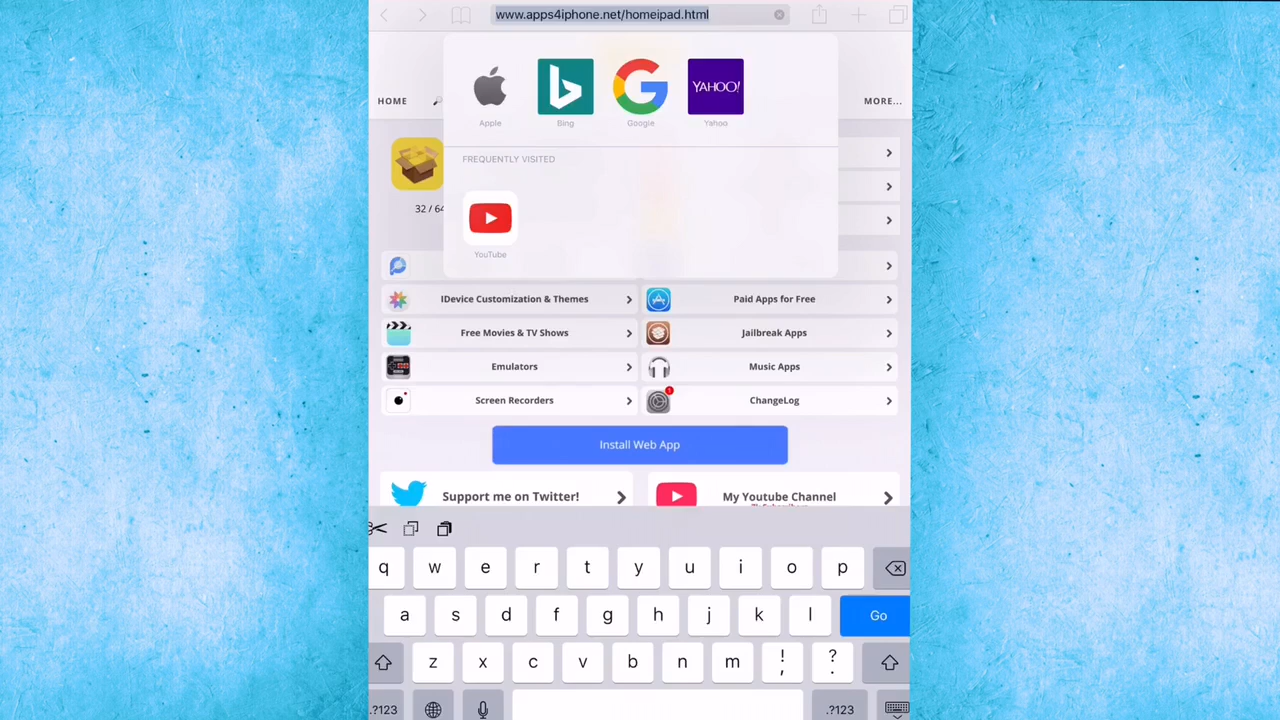 www.apps4iphone.net/homeipad.html
HOME
MORE...
YAHOO!
Apple
Bing
Google
Yahoo
FREQUENTLY VISITED
32 / 64
YouTube
IDevice Customization & Themes
Paid Apps for Free
Free Movies & TV Shows
Jailbreak Apps
Emulators
Music Apps
Screen Recorders
1
ChangeLog
Install Web App
Support me on Twitter!
My Youtube Channel
q w e r t y u i o p
a s d f g h j k l Go
z x c v b n m ! , ? .
.?123
.?123